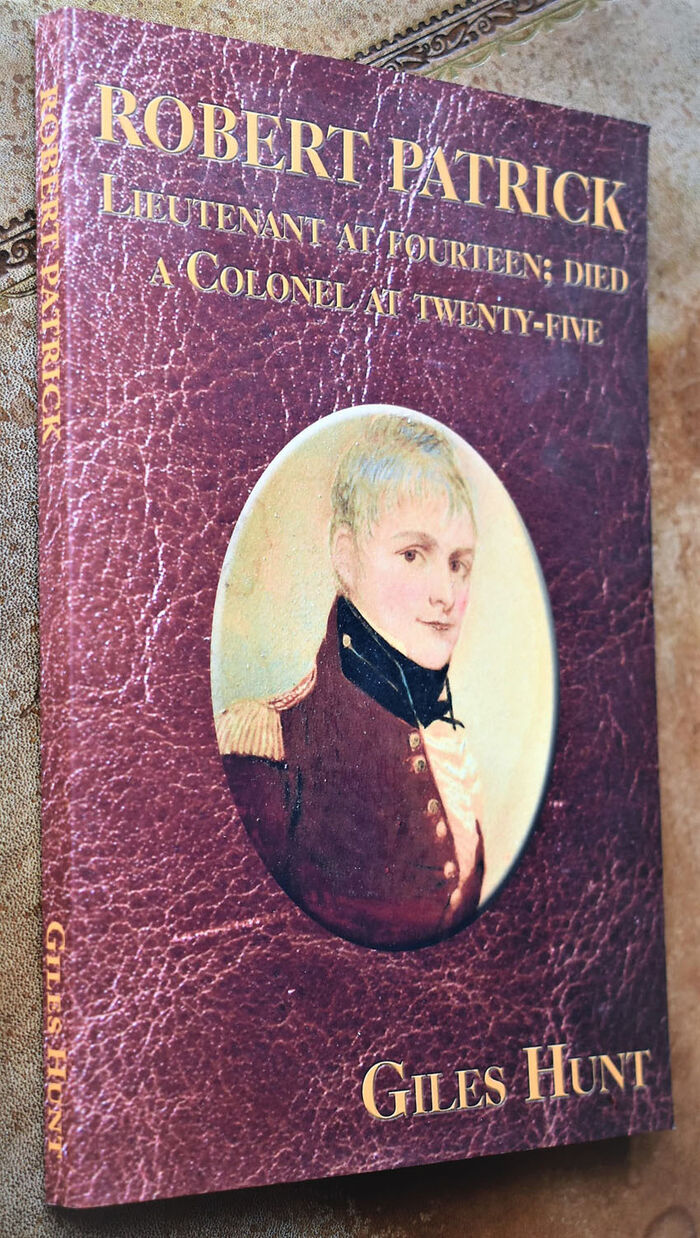 ROBERT PATRICK
LIEUTENANT AT FOURTEEN; DIED
A COLONEL AT TWENTY-FIVE
GILES HUNT
ROBERT PATRICK
GILES HUNT